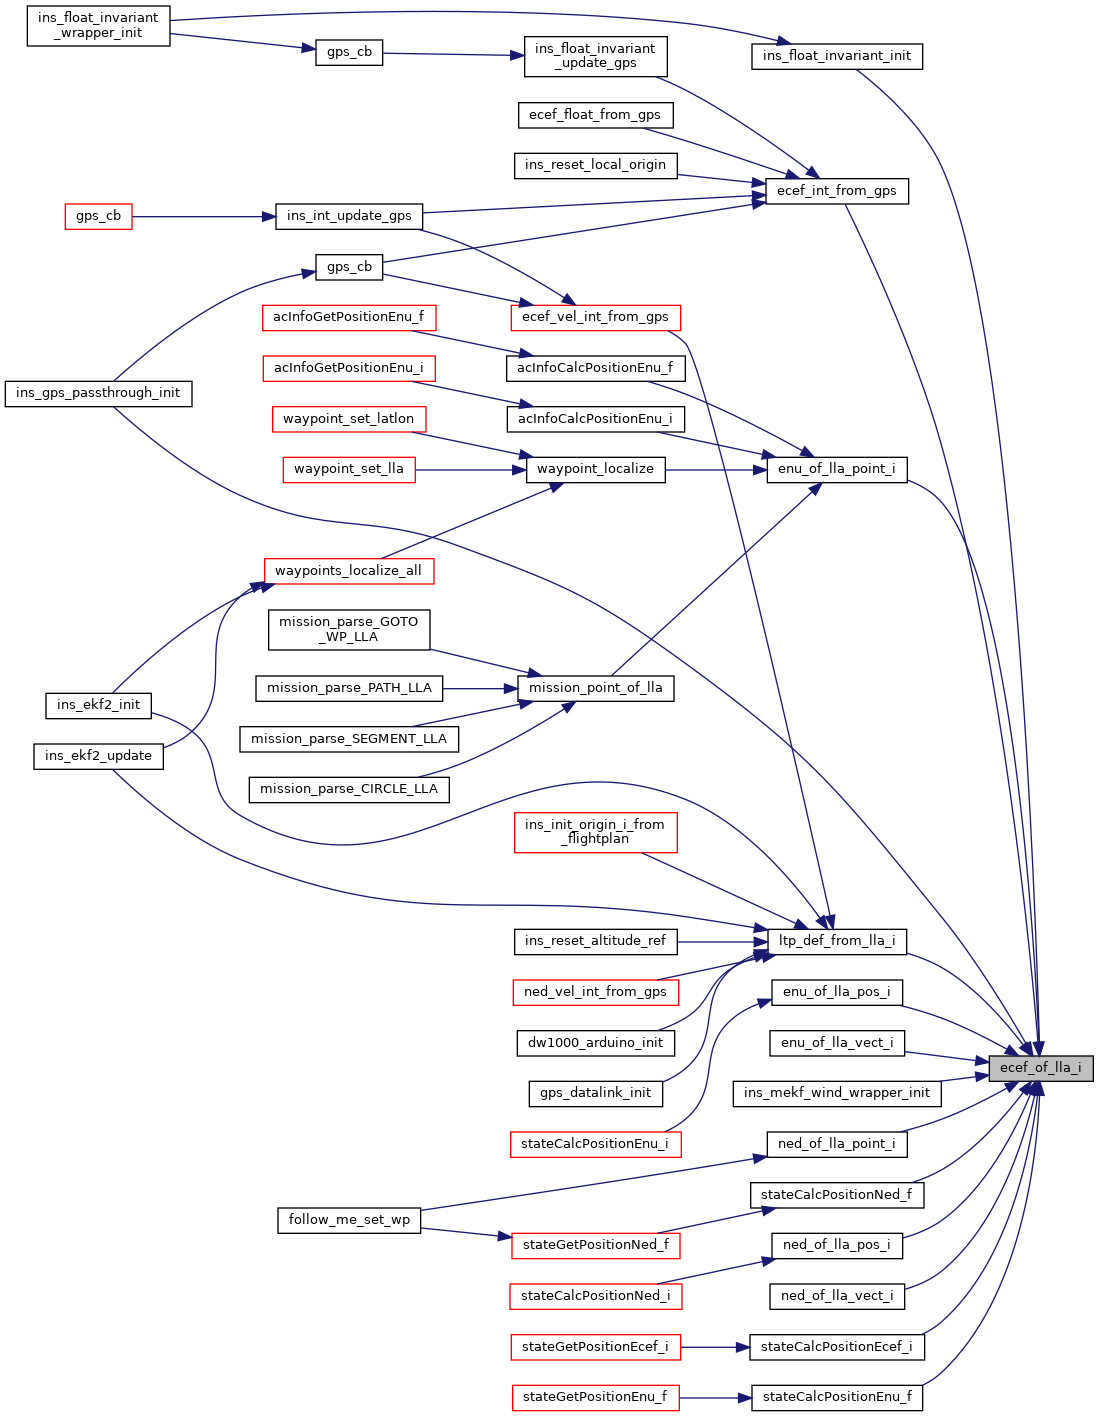 ins_float_invariant
_wrapper_init
gps_cb
ins_float_invariant
_update_gps
ins_float_invariant_init
ecef_float_from_gps
ins_reset_local_origin
ecef_int_from_gps
gps_cb
ins_int_update_gps
gps_cb
acInfoGetPositionEnu_f
ecef_vel_int_from_gps
acInfoGetPositionEnu_i
acInfoCalcPositionEnu_f
ins_gps_passthrough_init
waypoint_set_latlon
acInfoCalcPositionEnu_i
waypoint_set_lla
waypoint_localize
enu_of_lla_point_i
waypoints_localize_all
mission_parse_GOTO
_WP_LLA
mission_parse_PATH_LLA
mission_point_of_lla
ins_ekf2_init
mission_parse_SEGMENT_LLA
ins_ekf2_update
mission_parse_CIRCLE_LLA
ins_init_origin_i_from
_flightplan
ins_reset_altitude_ref
ltp_def_from_lla_i
ned_vel_int_from_gps
enu_of_lla_pos_i
dw1000_arduino_init
enu_of_lla_vect_i
ecef_of_lla_i
gps_datalink_init
ins_mekf_wind_wrapper_init
stateCalcPositionEnu_i
ned_of_lla_point_i
stateCalcPositionNed_f
follow_me_set_wp
stateGetPositionNed_f
ned_of_lla_pos_i
stateCalcPositionNed_i
ned_of_lla_vect_i
stateGetPositionEcef_i
stateCalcPositionEcef_i
stateGetPositionEnu_f
stateCalcPositionEnu_f